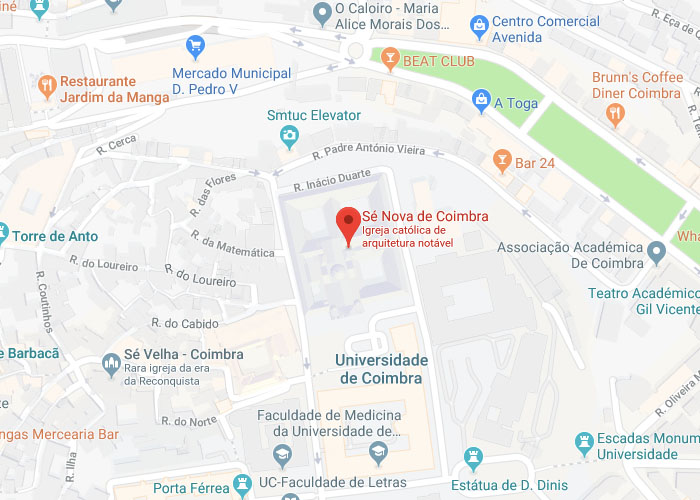 iné
O Caloiro - Maria
Alice Morais Dos...
Centro Comercial
Avenida
R. Eça de Q
Mercado Municipal
D. Pedro V
BEAT CLUB
Restaurante
Jardim da Manga
Brunn's Coffee
Diner Coimbra
A Toga
R. Te
Smtuc Elevator
R. Cerca
R. Padre António Vieira
Bar 24
R. Inácio Duarte
R. das Flores
Sé Nova de Coimbra
Igreja católica de
arquitetura notável
Torre de Anto
R. da Matemática
Wha
Associação Académica
De Coimbra
R. do Loureiro
R. do Loureiro
R. Coutinhos
Teatro Académico
Gil Vicente
R. do Cabido
e Barbacã
Sé Velha - Coimbra
Rara igreja da era
da Reconquista
Universidade
de Coimbra
R. Oliveira M
R. do Norte
Faculdade de Medicina
da Universidade de...
ngas Mercearia Bar
Escadas Monum
Universidade
R. Ilha
UC-Faculdade de Letras
Porta Férrea
Estátua de D. Dinis